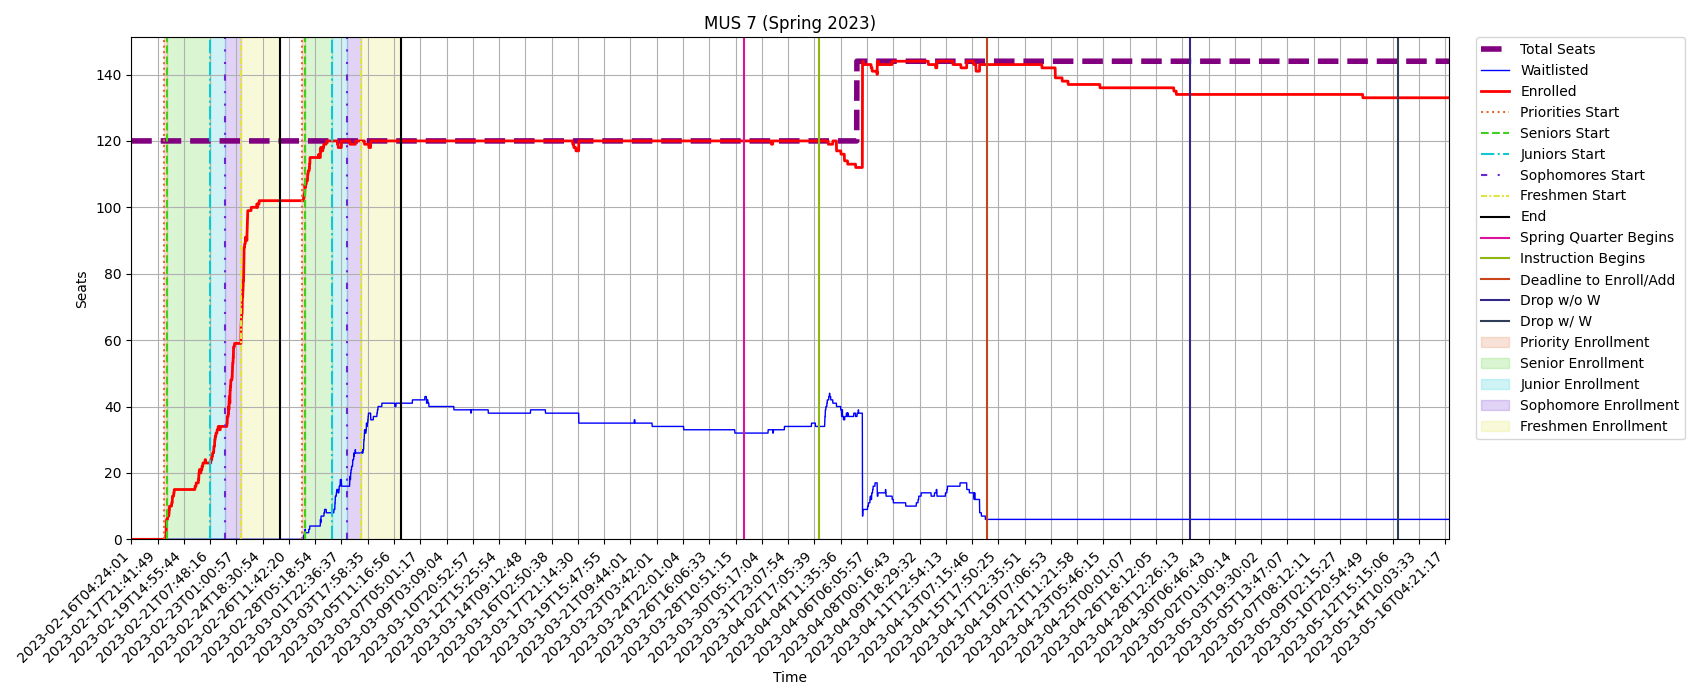 MUS 7 (Spring 2023)
Seats
140
120
100
80
60
40
20
0
2023-02-16T04:24:01
2023-02-17T21:41:49
2023-02-19T14:55:44
2023-02-21T07:48:16
2023-02-23T01:00:57
2023-02-24T18:30:54
2023-02-26T11:42:20
2023-02-28T05:18:54
2023-03-01T22:36:37
2023-03-03T17:58:35
2023-03-05T11:16:56
2023-03-07T05:01:17
2023-03-09T03:09:04
2023-03-10T20:52:57
2023-03-12T15:25:54
2023-03-14T09:12:48
2023-03-16T02:50:38
2023-03-17T21:14:30
2023-03-19T15:47:55
2023-03-21T09:44:01
2023-03-23T03:42:01
2023-03-24T22:01:04
2023-03-26T16:06:33
2023-03-28T10:51:15
2023-03-30T05:17:04
2023-03-31T23:07:54
2023-04-02T17:05:39
2023-04-04T11:35:36
2023-04-06T06:05:57
2023-04-08T00:16:43
2023-04-09T18:29:32
2023-04-11T12:54:13
2023-04-13T07:15:46
2023-04-15T17:50:25
2023-04-17T12:35:51
2023-04-19T07:06:53
2023-04-21T11:21:58
2023-04-23T05:46:15
2023-04-25T00:01:07
2023-04-26T18:12:05
2023-04-28T12:26:13
2023-04-30T06:46:43
2023-05-02T01:00:14
2023-05-03T19:30:02
2023-05-05T13:47:07
2023-05-07T08:12:11
2023-05-09T02:15:27
2023-05-10T20:54:49
2023-05-12T15:15:06
2023-05-14T10:03:33
2023-05-16T04:21:17
Time
Total Seats
Waitlisted
Enrolled
Priorities Start
Seniors Start
Juniors Start
Sophomores Start
Freshmen Start
End
Spring Quarter Begins
Instruction Begins
Deadline to Enroll/Add
Drop w/o W
Drop w/ W
Priority Enrollment
Senior Enrollment
Junior Enrollment
Sophomore Enrollment
Freshmen Enrollment